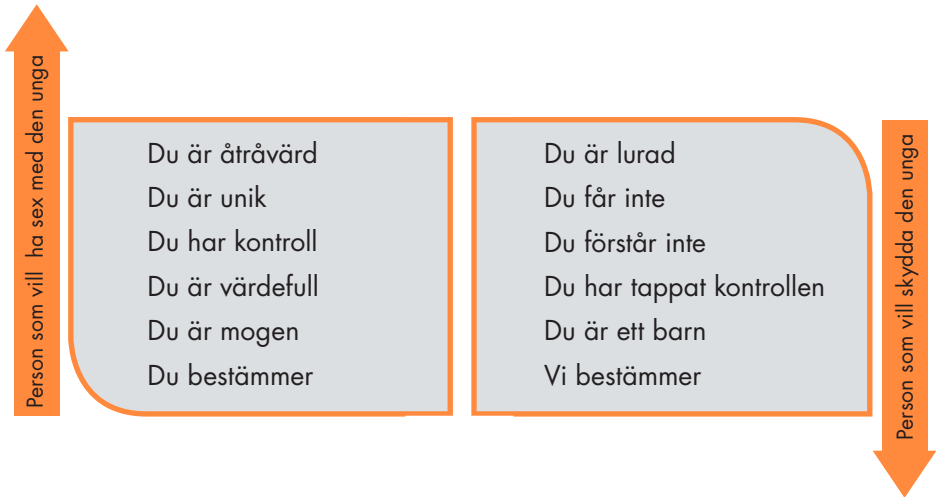 Person som vill ha sex med den unga
Du är åtråvärd
Du är unik
Du har kontroll
Du är värdefull
Du är mogen
Du bestämmer
Du är lurad
Du får inte
Du förstår inte
Du har tappat kontrollen
Du är ett barn
Vi bestämmer
Person som vill skydda den unga